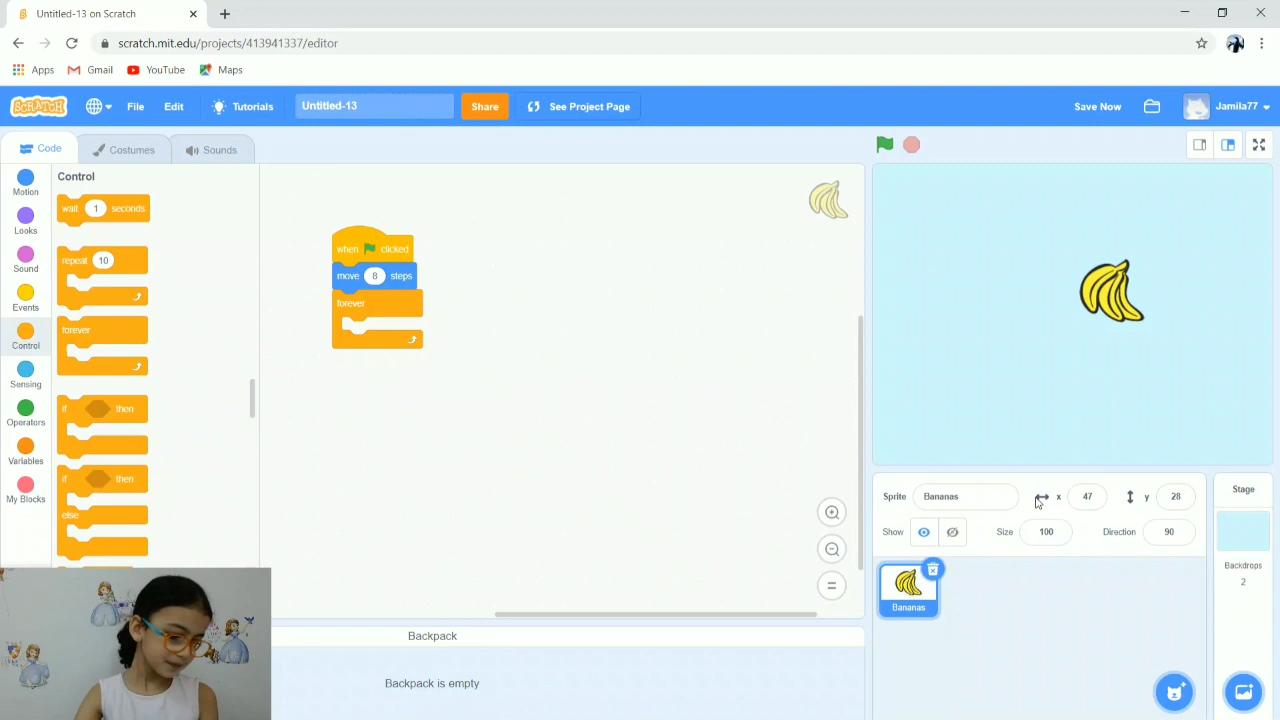 Untitled-13 on Scratch
scratch.mit.edu/projects/413941337/editor
Apps Gmail YouTube Maps
SCRATCH File Edit Tutorials Untitled-13 Share See Project Page Save Now Jamila77
Code Costumes Sounds
Motion
Looks
Sound
Events
Control
Sensing
Operators
Variables
My Blocks
Control
wait 1 seconds
repeat 10
forever
if then
if then
else
when clicked
move 8 steps
forever
Sprite Bananas x 47 y 28
Show Size 100 Direction 90
Bananas
Stage
Backdrops
2
Backpack
Backpack is empty